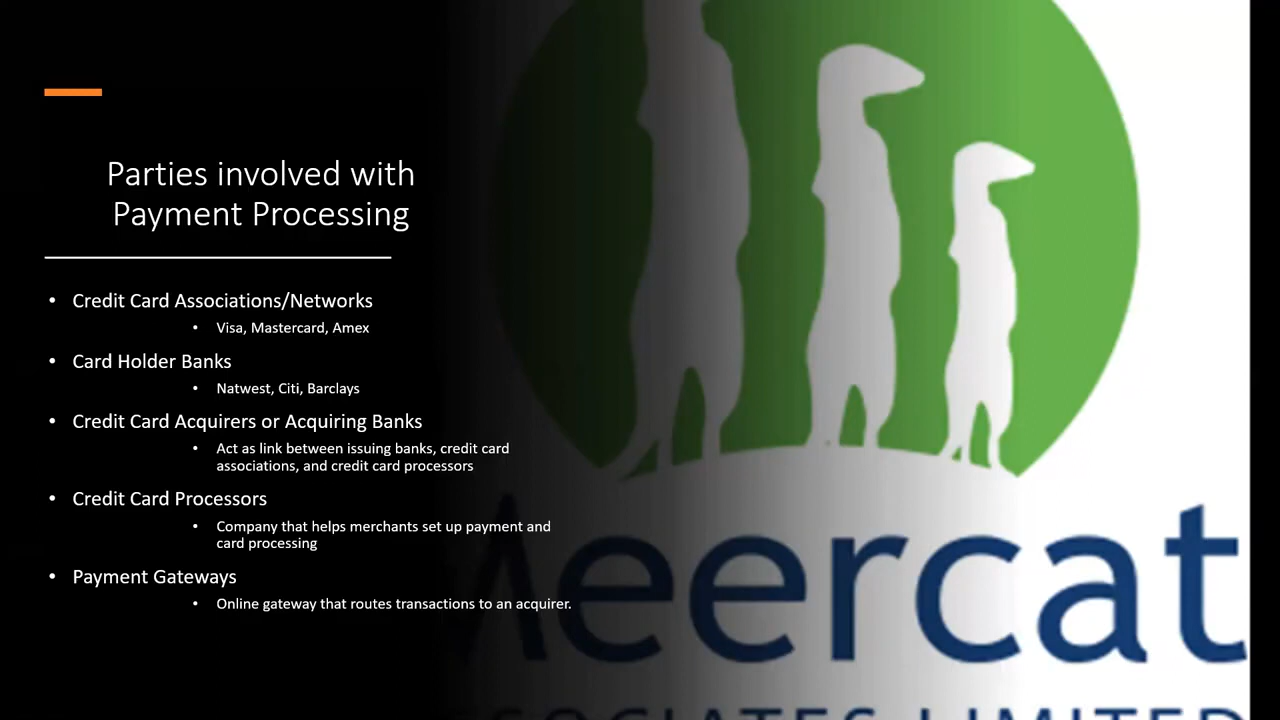 Parties involved with
Payment Processing
• Credit Card Associations/Networks
• Visa, Mastercard, Amex
• Card Holder Banks
• Natwest, Citi, Barclays
• Credit Card Acquirers or Acquiring Banks
• Act as link between issuing banks, credit card
associations, and credit card processors
• Credit Card Processors
• Company that helps merchants set up payment and
card processing
• Payment Gateways
• Online gateway that routes transactions to an acquirer.
Meercat
SSOCIATES LIMITED